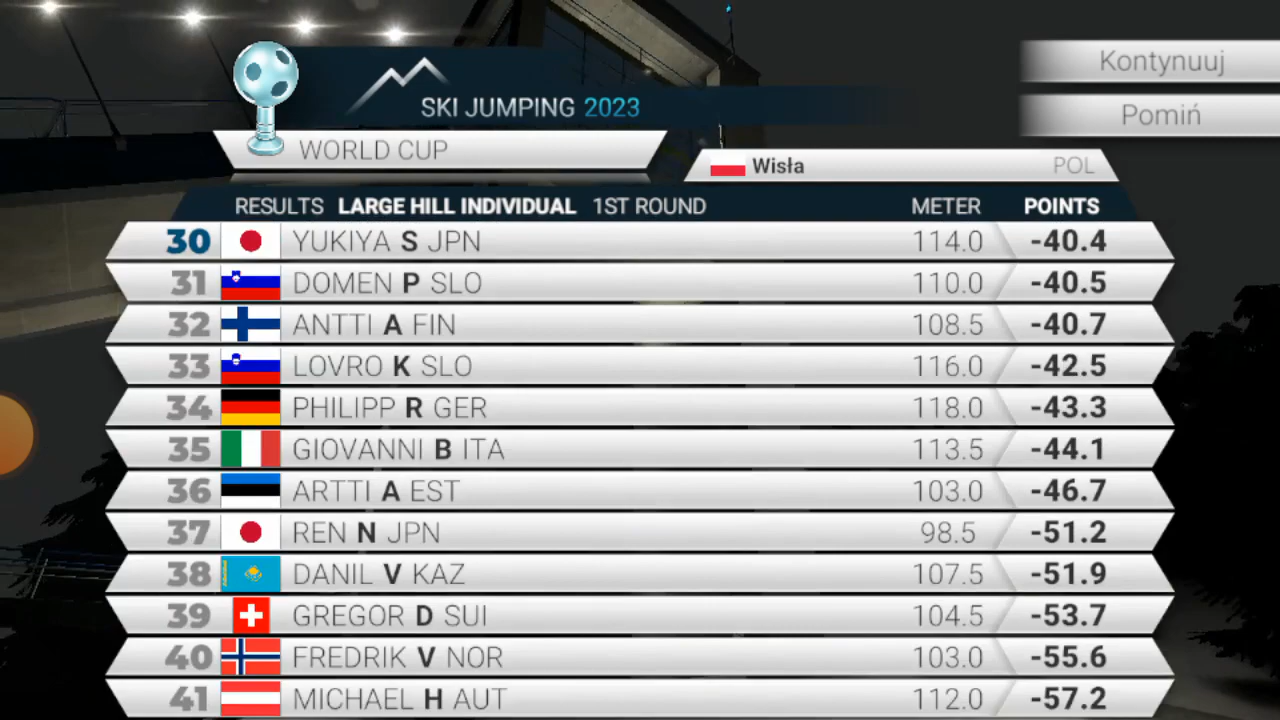 Kontynuuj
SKI JUMPING 2023
Pomiń
WORLD CUP
Wisła POL
RESULTS LARGE HILL INDIVIDUAL 1ST ROUND METER POINTS
30 YUKIYA S JPN 114.0 -40.4
31 DOMEN P SLO 110.0 -40.5
32 ANTTI A FIN 108.5 -40.7
33 LOVRO K SLO 116.0 -42.5
34 PHILIPP R GER 118.0 -43.3
35 GIOVANNI B ITA 113.5 -44.1
36 ARTTI A EST 103.0 -46.7
37 REN N JPN 98.5 -51.2
38 DANIL V KAZ 107.5 -51.9
39 GREGOR D SUI 104.5 -53.7
40 FREDRIK V NOR 103.0 -55.6
41 MICHAEL H AUT 112.0 -57.2